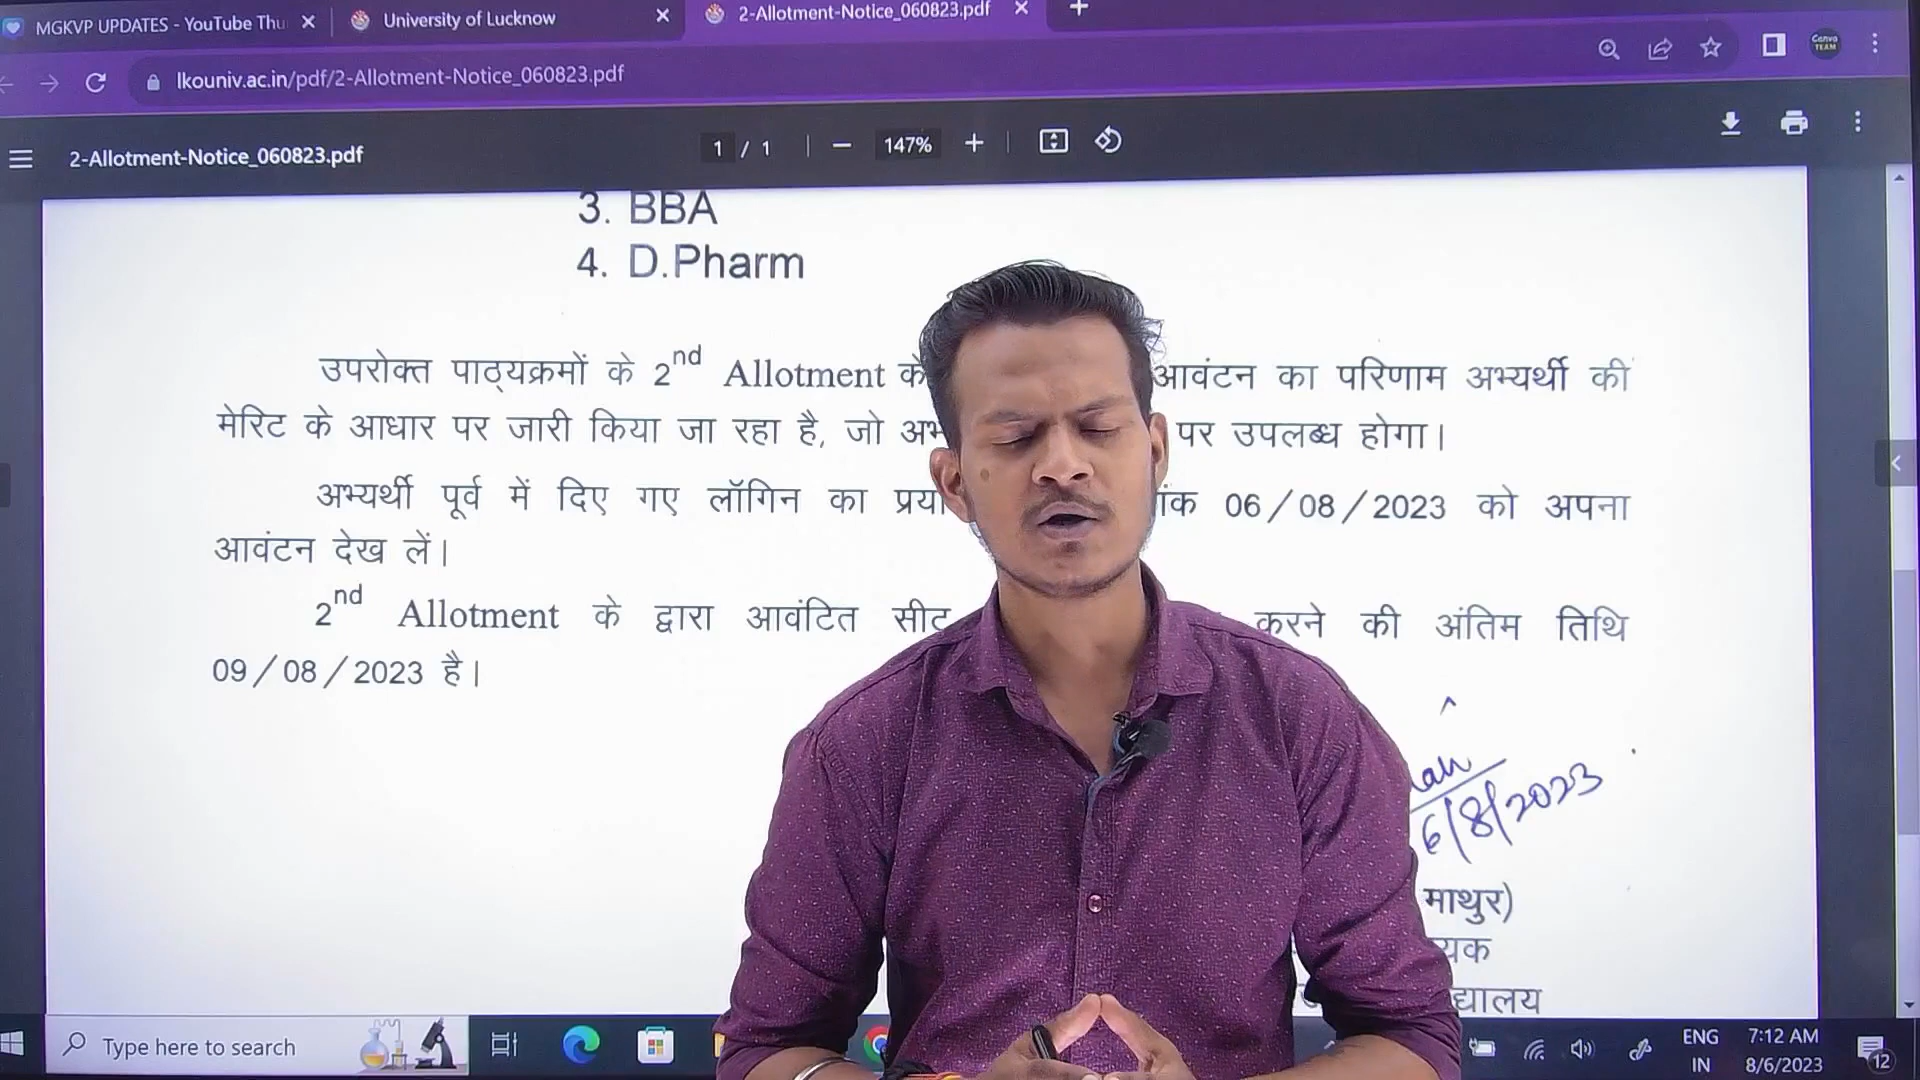 MGKVP UPDATES - YouTube Thu
University of Lucknow
2-Allotment-Notice_060823.pdf
lkouniv.ac.in/pdf/2-Allotment-Notice_060823.pdf
Canva TEAM
2-Allotment-Notice_060823.pdf
1 / 1
147%
3. BBA
4. D.Pharm
उपरोक्त पाठ्यक्रमों के 2nd Allotment के आवंटन का परिणाम अभ्यर्थी की
मेरिट के आधार पर जारी किया जा रहा है, जो पर उपलब्ध होगा।
अभ्यर्थी पूर्व में दिए गए लॉगिन का 06/08/2023 को अपना
आवंटन देख लें।
2nd Allotment के द्वारा आवंटित सीट करने की अंतिम तिथि
09/08/2023 है।
6/8/2023
माथुर)
Type here to search
ENG
IN
7:12 AM
8/6/2023
12